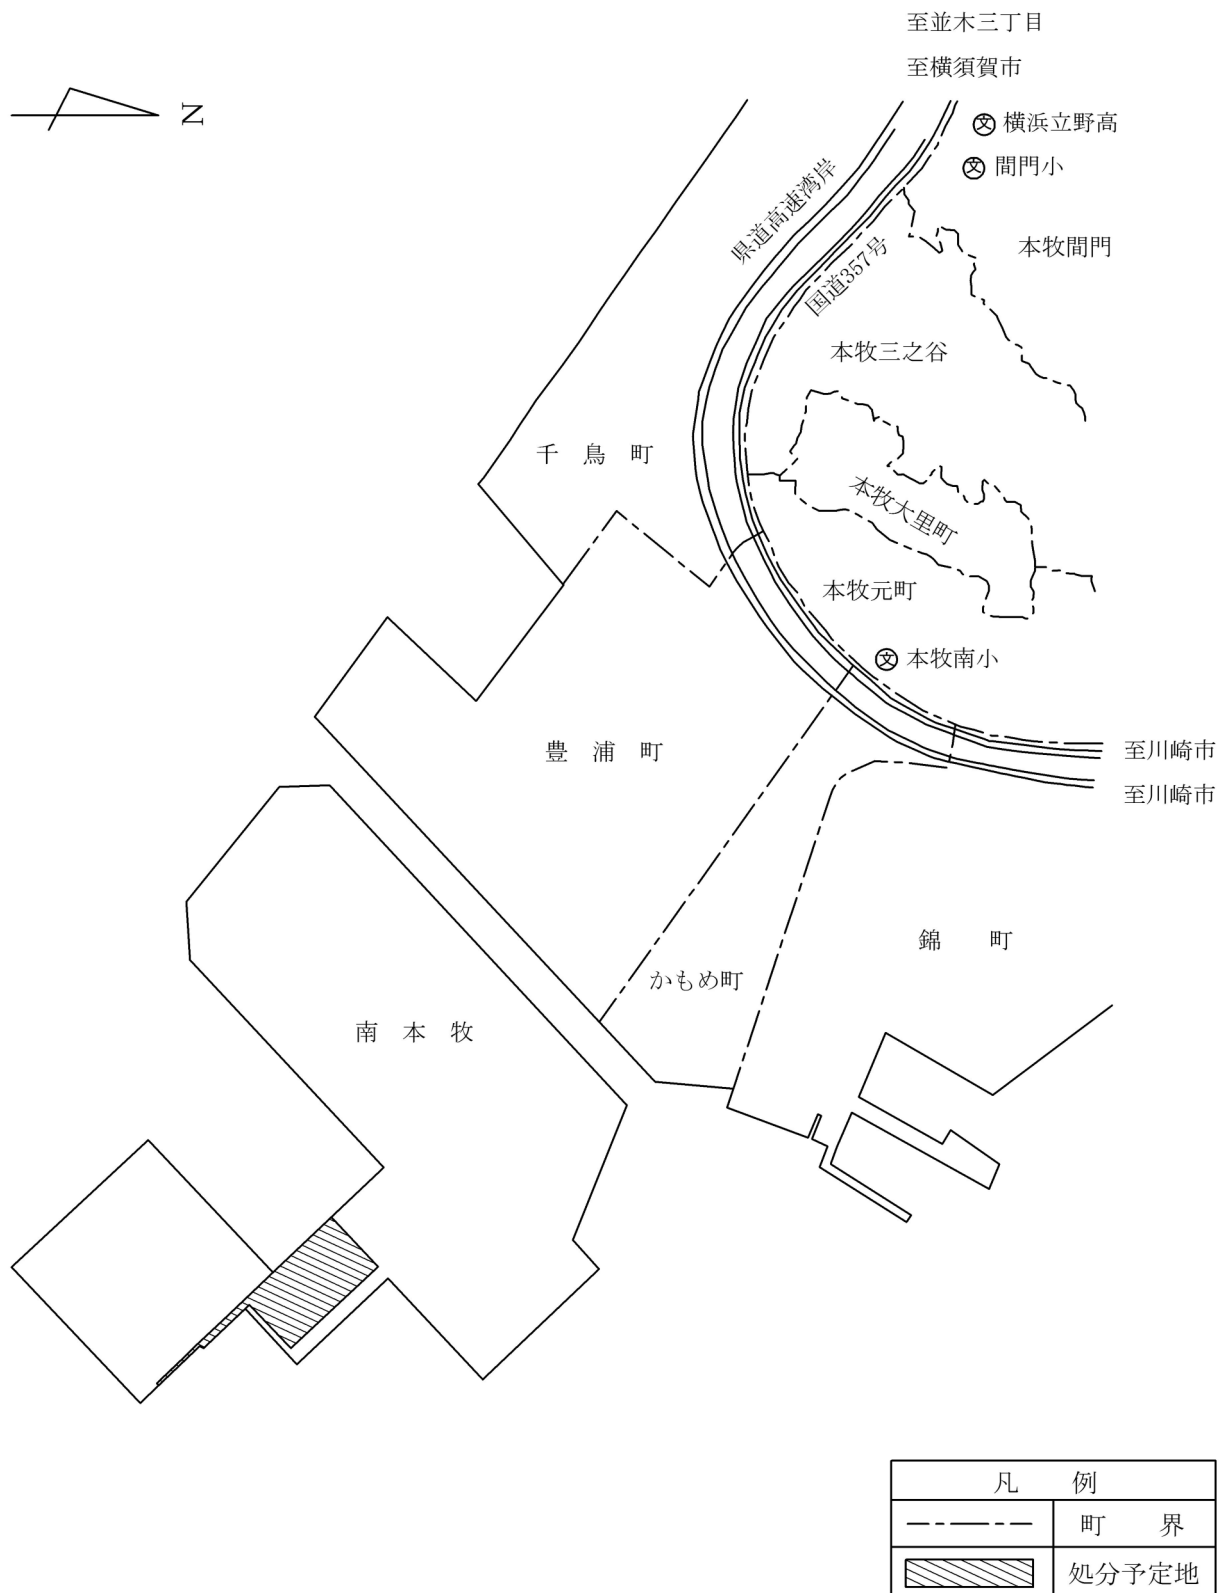 至並木三丁目
至横須賀市
N
横浜立野高
間門小
県道高速湾岸
本牧間門
国道357号
本牧三之谷
千鳥町
本牧大里町
本牧元町
本牧南小
豊浦町
至川崎市
至川崎市
錦町
かもめ町
南本牧
凡例
町界
処分予定地